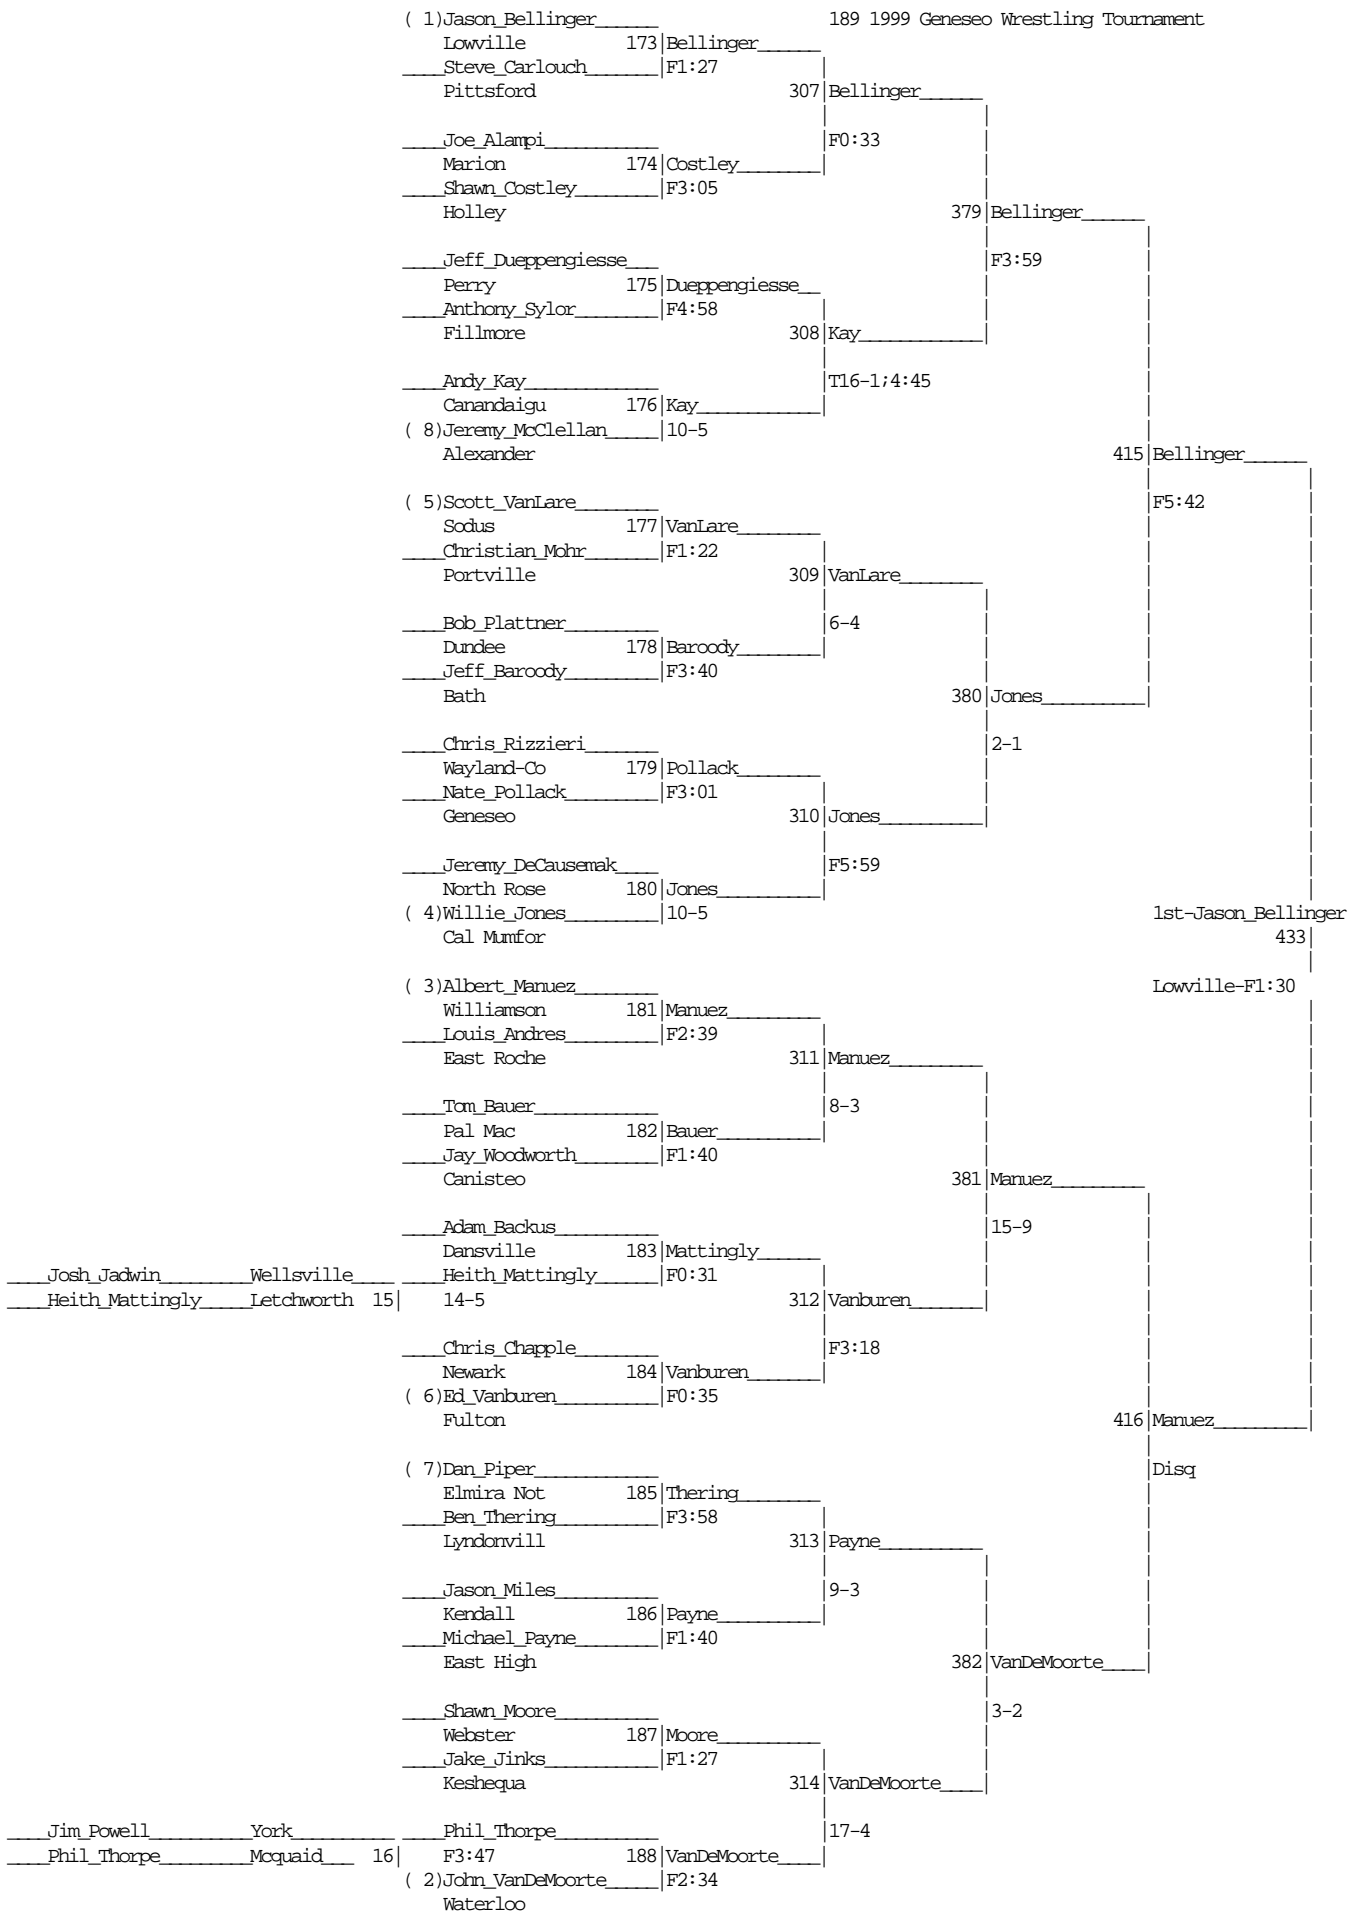 ( 1)Jason_Bellinger______ 189 1999 Geneseo Wrestling Tournament
Lowville 173|Bellinger______
____Steve_Carlouch_______|F1:27
Pittsford 307|Bellinger______
____Joe_Alampi___________ |F0:33
Marion 174|Costley________|
____Shawn_Costley________|F3:05
Holley 379|Bellinger______
____Jeff_Dueppengiesse___ |F3:59
Perry 175|Dueppengiesse__
____Anthony_Sylor________|F4:58
Fillmore 308|Kay____________|
____Andy_Kay_____________ |T16-1;4:45
Canandaigu 176|Kay____________|
( 8)Jeremy_McClellan_____|10-5
Alexander 415|Bellinger______
( 5)Scott_VanLare________ |F5:42
Sodus 177|VanLare________
____Christian_Mohr_______|F1:22
Portville 309|VanLare________
____Bob_Plattner_________ |6-4
Dundee 178|Baroody________|
____Jeff_Baroody_________|F3:40
Bath 380|Jones__________|
____Chris_Rizzieri_______ |2-1
Wayland-Co 179|Pollack________
____Nate_Pollack_________|F3:01
Geneseo 310|Jones__________|
____Jeremy_DeCausemak____ |F5:59
North Rose 180|Jones__________|
( 4)Willie_Jones_________|10-5 1st-Jason_Bellinger
Cal Mumfor 433|
( 3)Albert_Manuez________ Lowville-F1:30
Williamson 181|Manuez_________
____Louis_Andres_________|F2:39
East Roche 311|Manuez_________
____Tom_Bauer____________ |8-3
Pal Mac 182|Bauer__________|
____Jay_Woodworth________|F1:40
Canisteo 381|Manuez_________
____Adam_Backus__________ |15-9
Dansville 183|Mattingly______
____Josh_Jadwin_________Wellsville____ ____Heith_Mattingly______|F0:31
____Heith_Mattingly_____Letchworth 15| 14-5 312|Vanburen_______|
____Chris_Chapple________ |F3:18
Newark 184|Vanburen_______|
( 6)Ed_Vanburen__________|F0:35
Fulton 416|Manuez_________|
( 7)Dan_Piper____________ |Disq
Elmira Not 185|Thering________
____Ben_Thering__________|F3:58
Lyndonvill 313|Payne__________
____Jason_Miles__________ |9-3
Kendall 186|Payne__________|
____Michael_Payne________|F1:40
East High 382|VanDeMoorte____|
____Shawn_Moore__________ |3-2
Webster 187|Moore__________
____Jake_Jinks___________|F1:27
Keshequa 314|VanDeMoorte____|
____Jim_Powell__________York__________ ____Phil_Thorpe__________ |17-4
____Phil_Thorpe_________Mcquaid___ 16| F3:47 188|VanDeMoorte____|
( 2)John_VanDeMoorte_____|F2:34
Waterloo